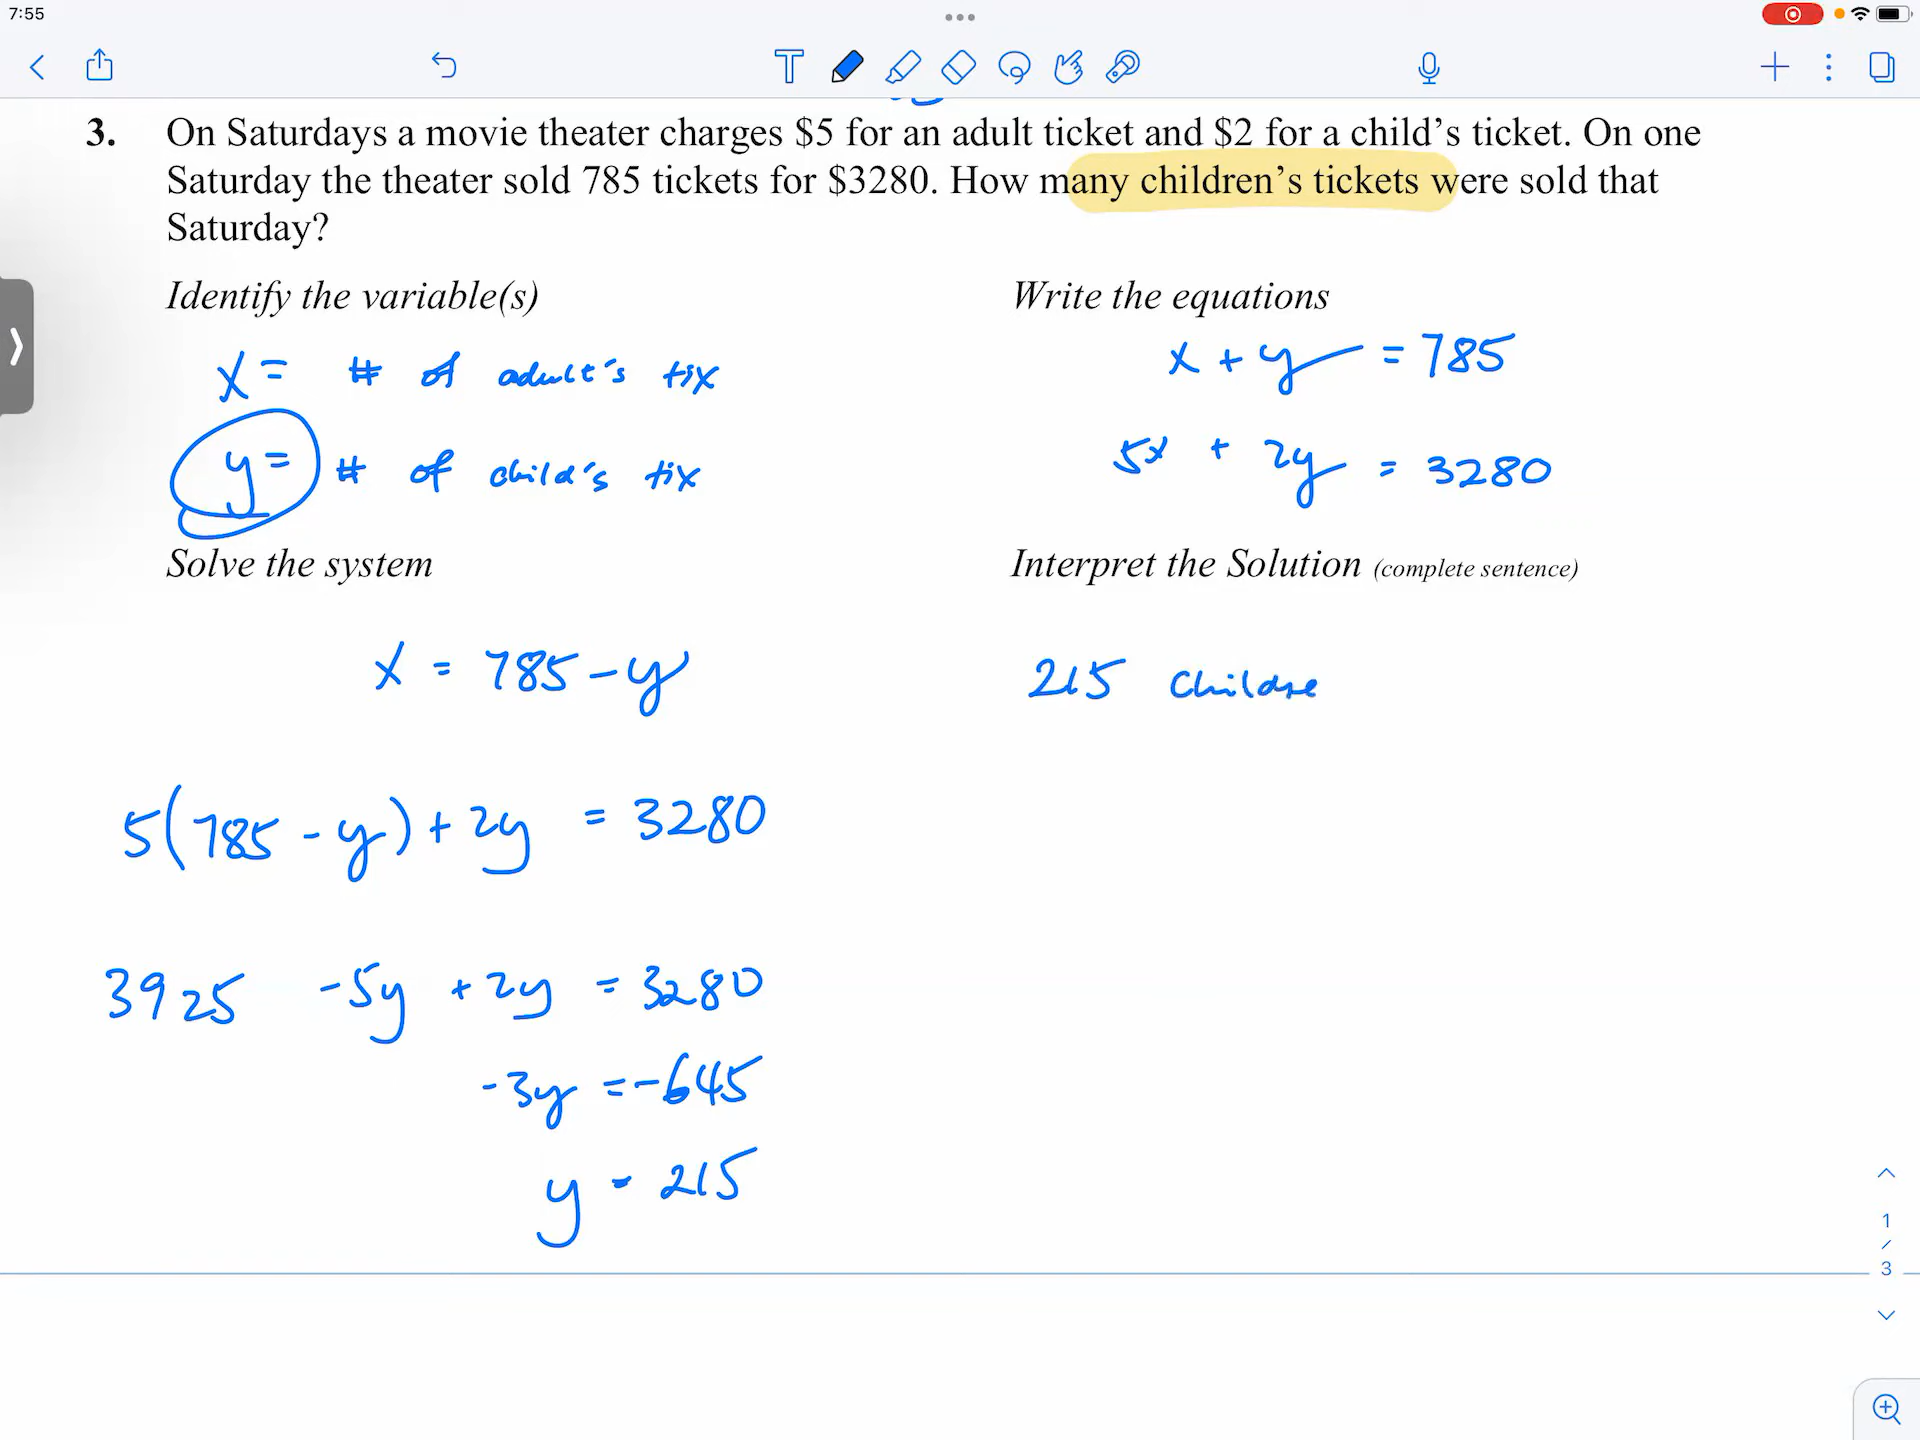 7:55
T
3. On Saturdays a movie theater charges $5 for an adult ticket and $2 for a child's ticket. On one
Saturday the theater sold 785 tickets for $3280. How many children's tickets were sold that
Saturday?
Identify the variable(s)
x = # of adult's tix
y = # of child's tix
Write the equations
x + y = 785
5x + 2y = 3280
Solve the system
x = 785 - y
5(785 - y) + 2y = 3280
3925 -5y + 2y = 3280
-3y = -645
y = 215
Interpret the Solution (complete sentence)
215 Childre
1
/
3